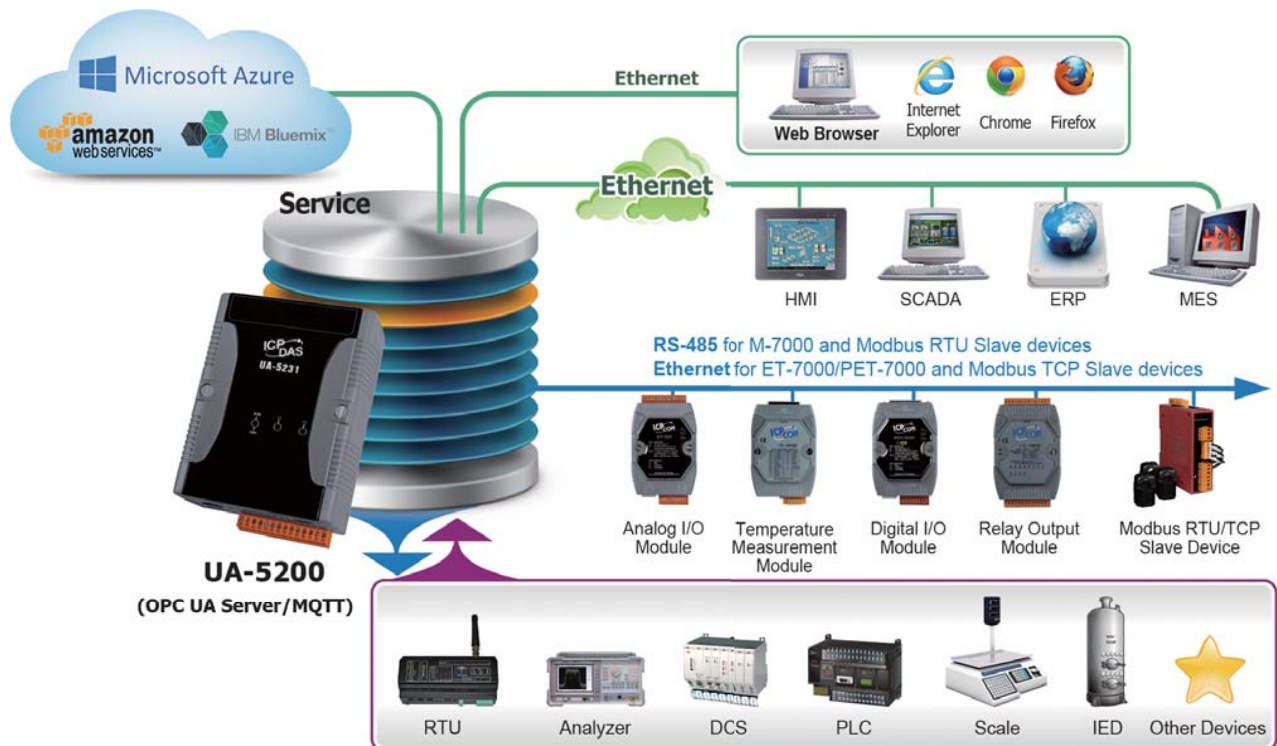 Microsoft Azure
amazon
web services™
IBM Bluemix™
Ethernet
Web Browser
Internet
Explorer
Chrome
Firefox
Service
Ethernet
HMI
SCADA
ERP
MES
RS-485 for M-7000 and Modbus RTU Slave devices
Ethernet for ET-7000/PET-7000 and Modbus TCP Slave devices
ICP
DAS
UA-5231
Analog I/O
Module
Temperature
Measurement
Module
Digital I/O
Module
Relay Output
Module
Modbus RTU/TCP
Slave Device
UA-5200
(OPC UA Server/MQTT)
RTU
Analyzer
DCS
PLC
Scale
IED
Other Devices